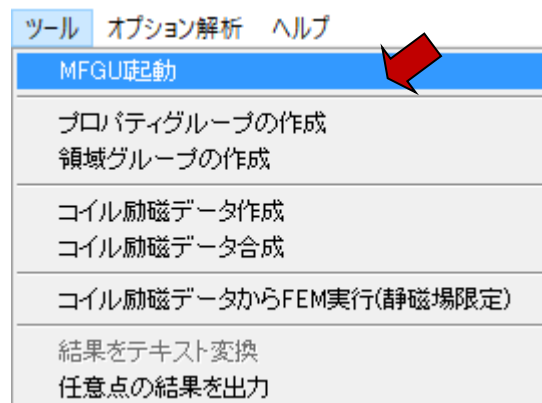 ツール オプション解析 ヘルプ
MFGUI起動
プロパティグループの作成
領域グループの作成
コイル励磁データ作成
コイル励磁データ合成
コイル励磁データからFEM実行(静磁場限定)
結果をテキスト変換
任意点の結果を出力